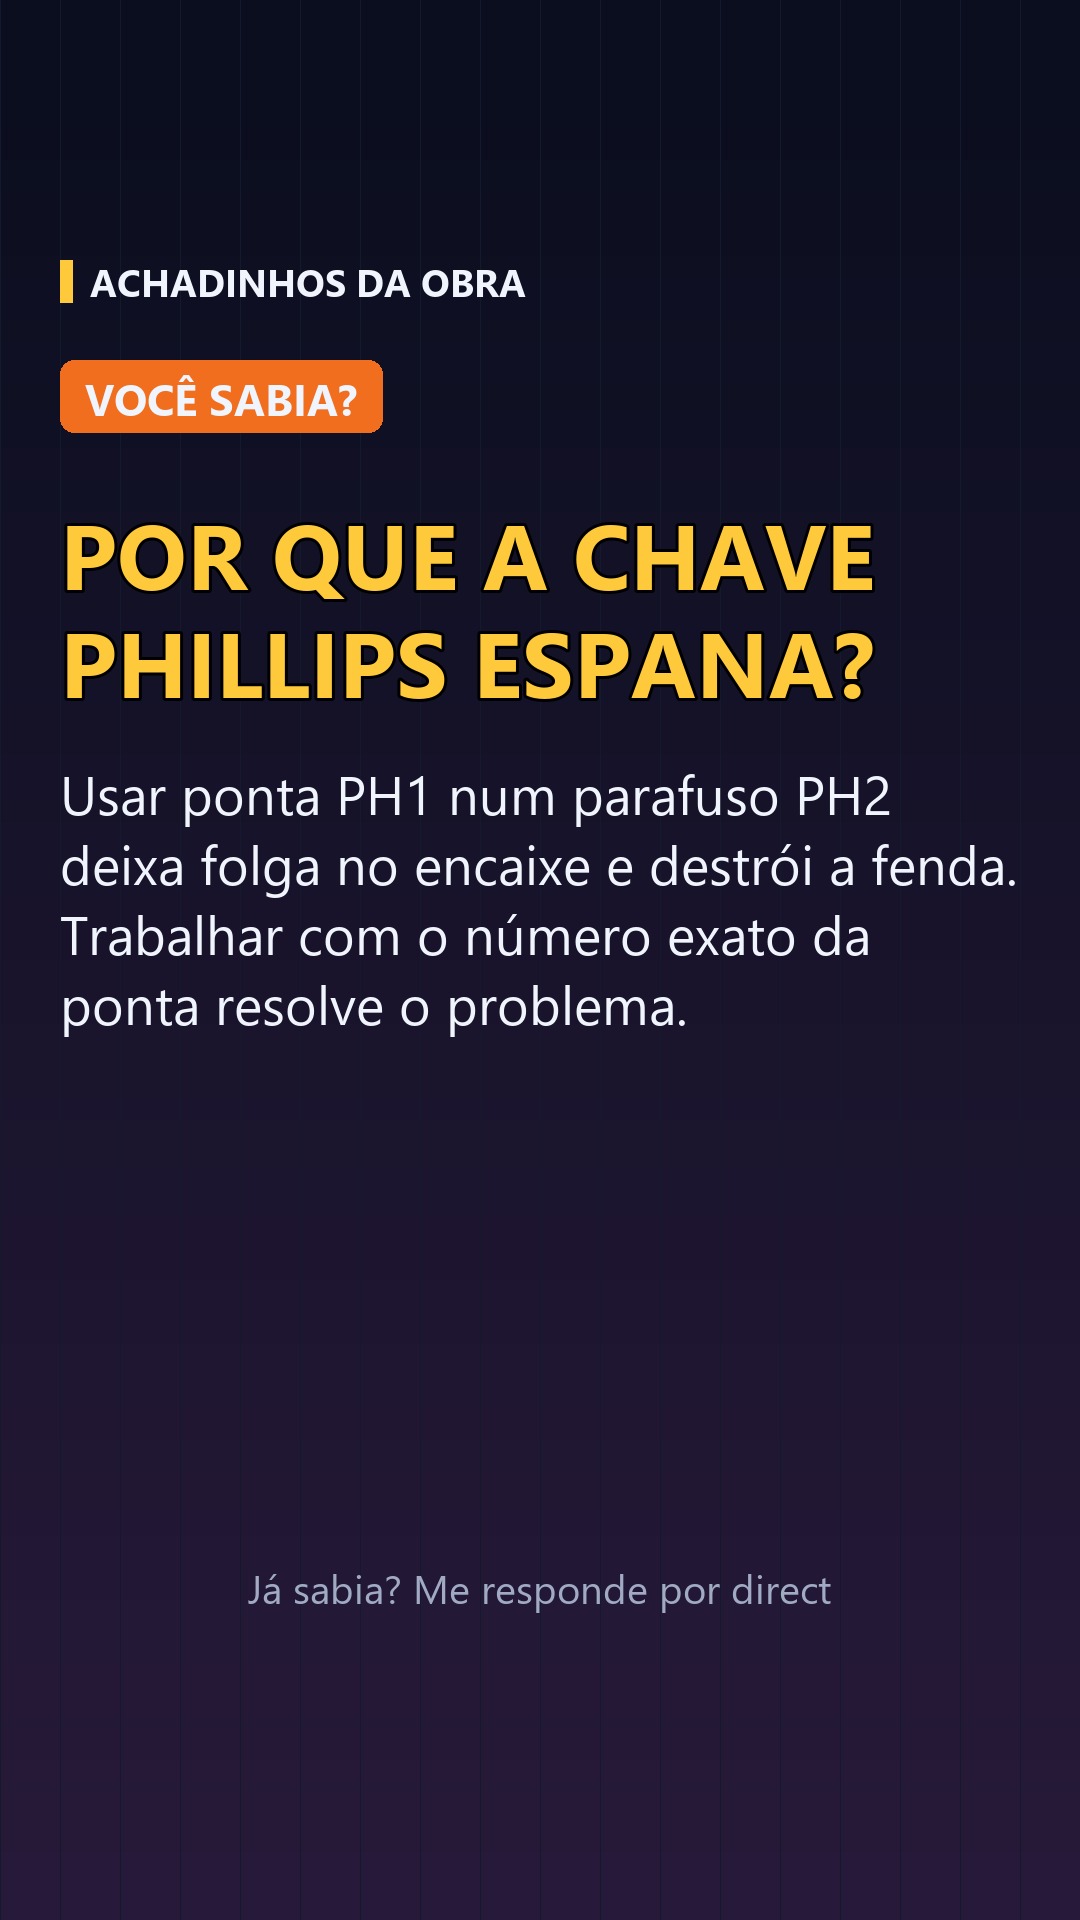 ACHADINHOS DA OBRA
VOCÊ SABIA?
POR QUE A CHAVE
PHILLIPS ESPANA?
Usar ponta PH1 num parafuso PH2
deixa folga no encaixe e destrói a fenda.
Trabalhar com o número exato da
ponta resolve o problema.
Já sabia? Me responde por direct